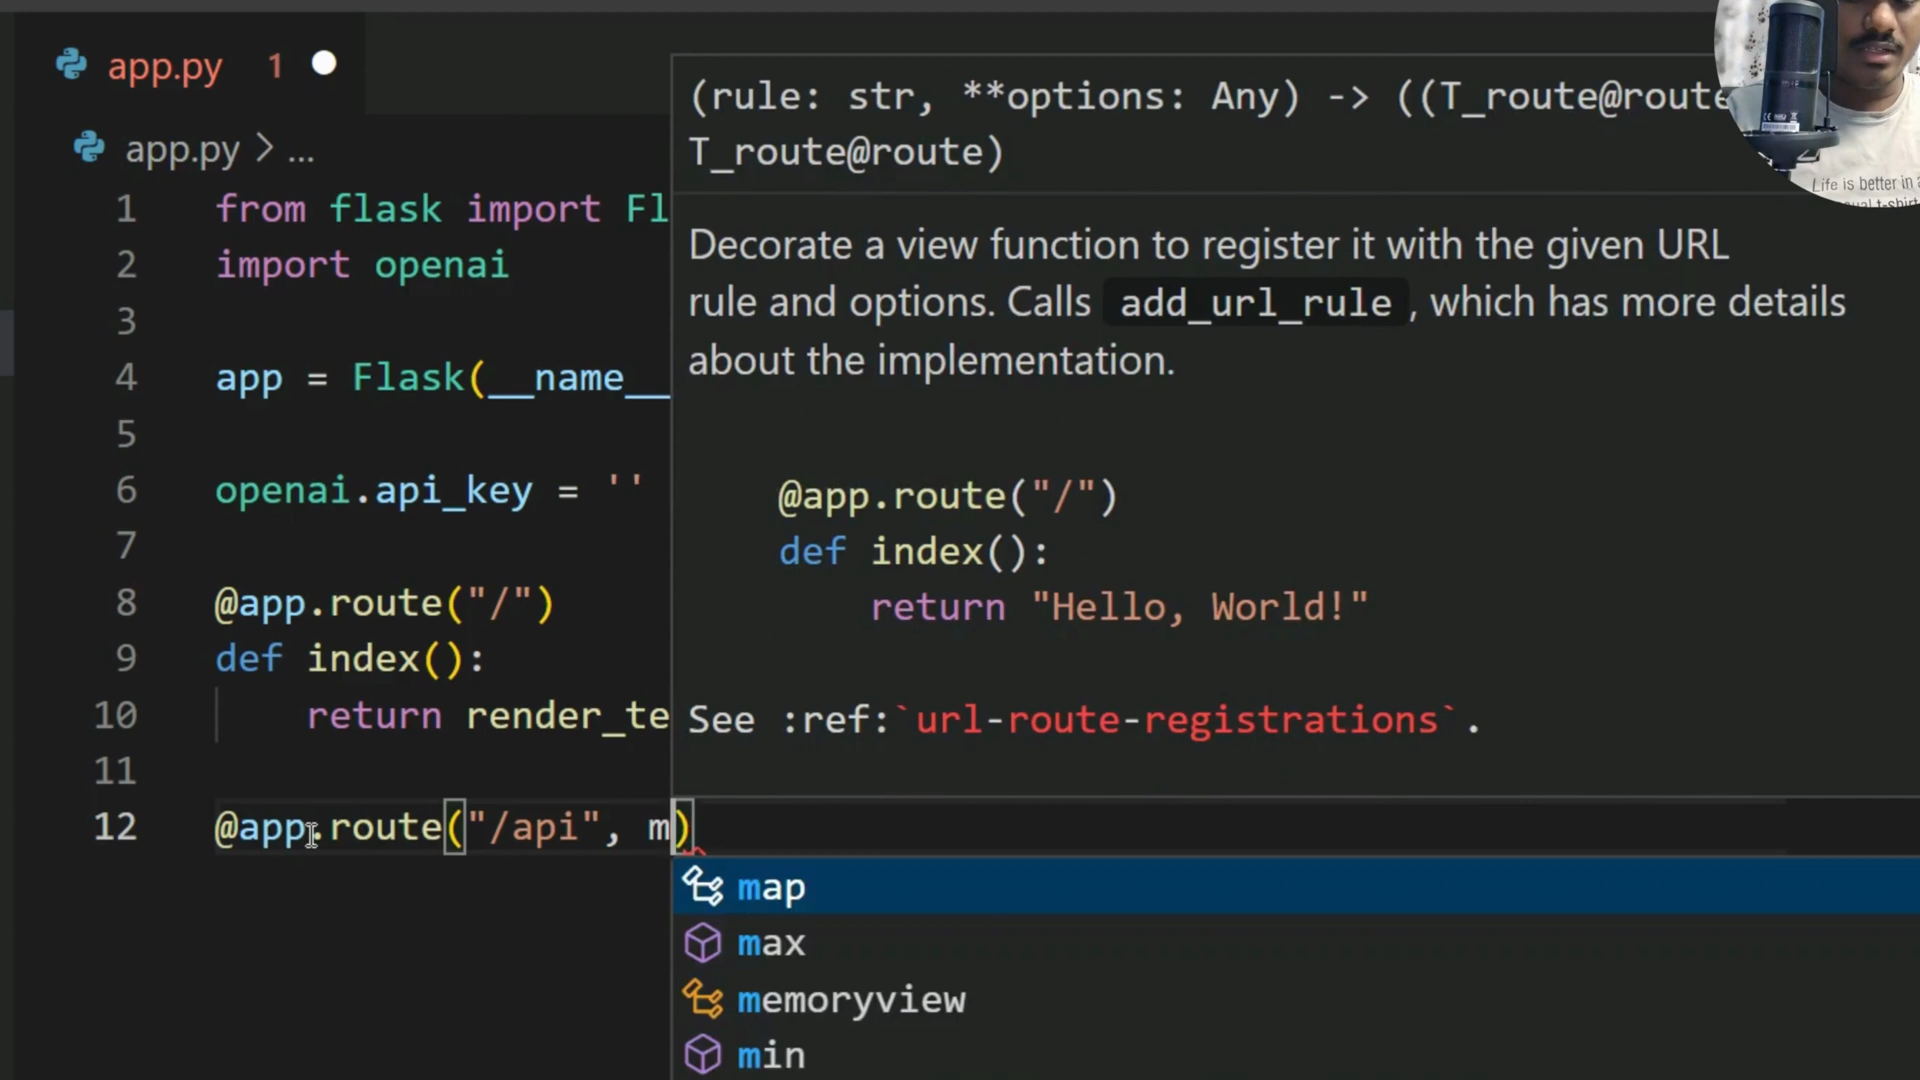 app.py 1
app.py > ...
(rule: str, **options: Any) -> ((T_route@route
T_route@route)
Decorate a view function to register it with the given URL
rule and options. Calls add_url_rule, which has more details
about the implementation.
@app.route("/")
def index():
return "Hello, World!"
See :ref:`url-route-registrations`.
1 from flask import Fl
2 import openai
3
4 app = Flask(__name__
5
6 openai.api_key = ''
7
8 @app.route("/")
9 def index():
10 return render_te
11
12 @app.route("/api", m)
map
max
memoryview
min
Life is better in a